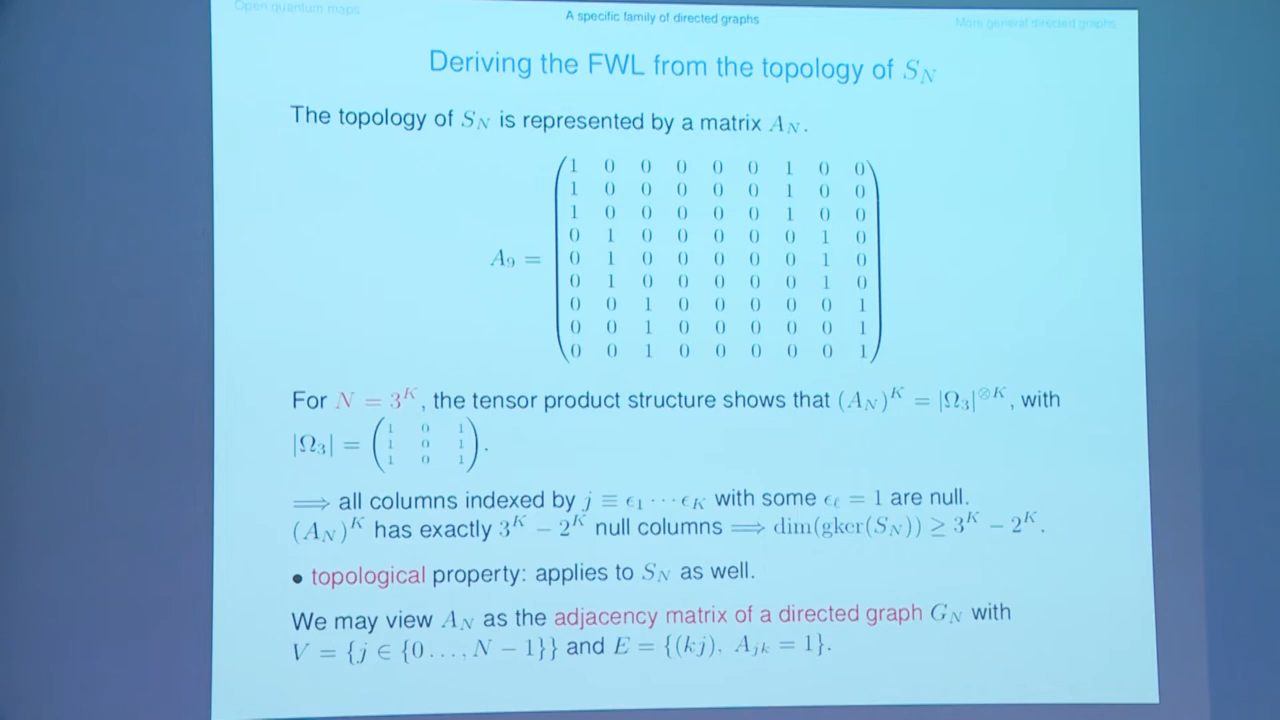 Open quantum maps
A specific family of directed graphs
More general directed graphs
Deriving the FWL from the topology of S_N
The topology of S_N is represented by a matrix A_N.
A_9 =
1 0 0 0 0 0 1 0 0
1 0 0 0 0 0 1 0 0
1 0 0 0 0 0 1 0 0
0 1 0 0 0 0 0 1 0
0 1 0 0 0 0 0 1 0
0 1 0 0 0 0 0 1 0
0 0 1 0 0 0 0 0 1
0 0 1 0 0 0 0 0 1
0 0 1 0 0 0 0 0 1
For N = 3^K, the tensor product structure shows that (A_N)^K = |Ω_3|^{⊗K}, with
|Ω_3| =
1 0 1
1 0 1
1 0 1
.
⟹ all columns indexed by j ≡ ϵ_1 ⋯ ϵ_K with some ϵ_ℓ = 1 are null.
(A_N)^K has exactly 3^K − 2^K null columns ⟹ dim(gker(S_N)) ≥ 3^K − 2^K.
• topological property: applies to S_N as well.
We may view A_N as the adjacency matrix of a directed graph G_N with
V = {j ∈ {0..., N − 1}} and E = {(kj), A_{jk} = 1}.